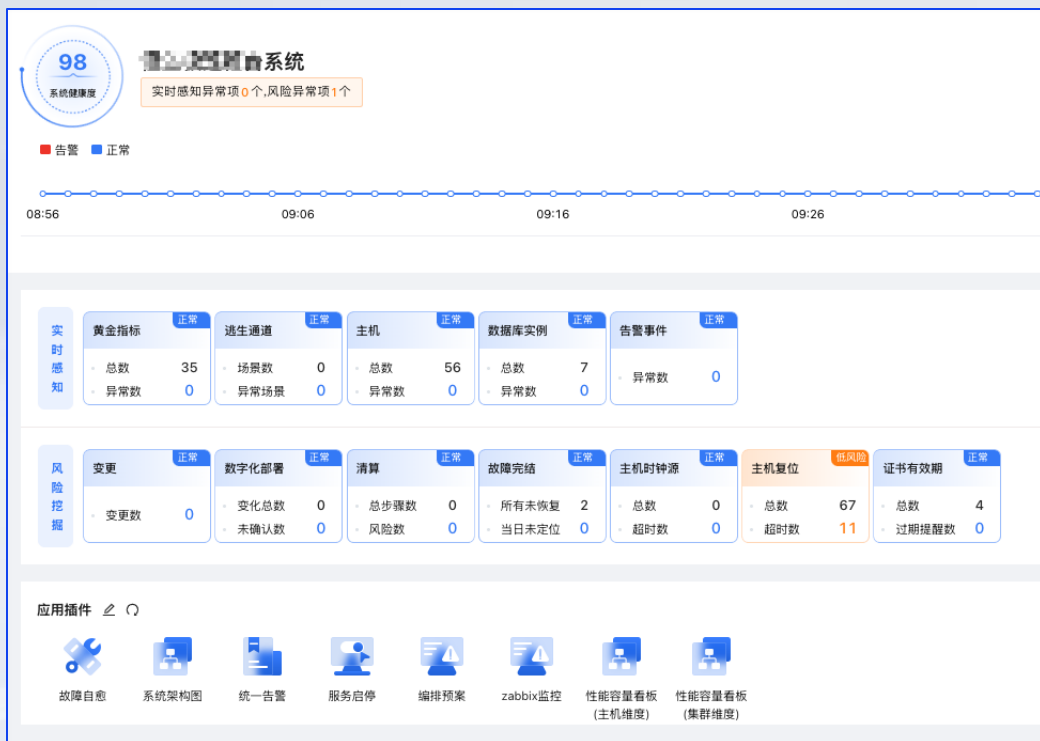 98
系统健康度
系统
实时感知异常项0个,风险异常项1个
告警 正常
08:56 09:06 09:16 09:26
实时感知
黄金指标 正常
总数 35
异常数 0
逃生通道 正常
场景数 0
异常场景 0
主机 正常
总数 56
异常数 0
数据库实例 正常
总数 7
异常数 0
告警事件 正常
异常数 0
风险挖掘
变更 正常
变更数 0
数字化部署 正常
变化总数 0
未确认数 0
清算 正常
总步骤数 0
风险数 0
故障完结 正常
所有未恢复 2
当日未定位 0
主机时钟源 正常
总数 0
超时数 0
主机复位 低风险
总数 67
超时数 11
证书有效期 正常
总数 4
过期提醒数 0
应用插件
故障自愈
系统架构图
统一告警
服务启停
编排预案
zabbix监控
性能容量看板
(主机维度)
性能容量看板
(集群维度)